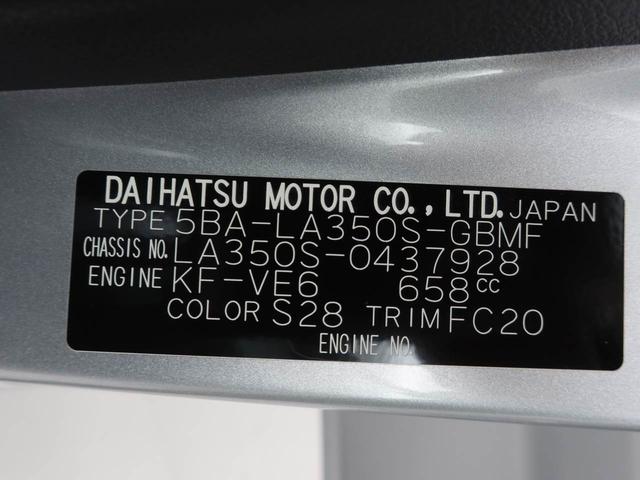 DAIHATSU MOTOR CO., LTD. JAPAN
TYPE 5BA-LA350S-GBMF
CHASSIS NO. LA350S-0437928
ENGINE KF-VE6 658cc
COLOR S28 TRIM FC20
ENGINE NO.